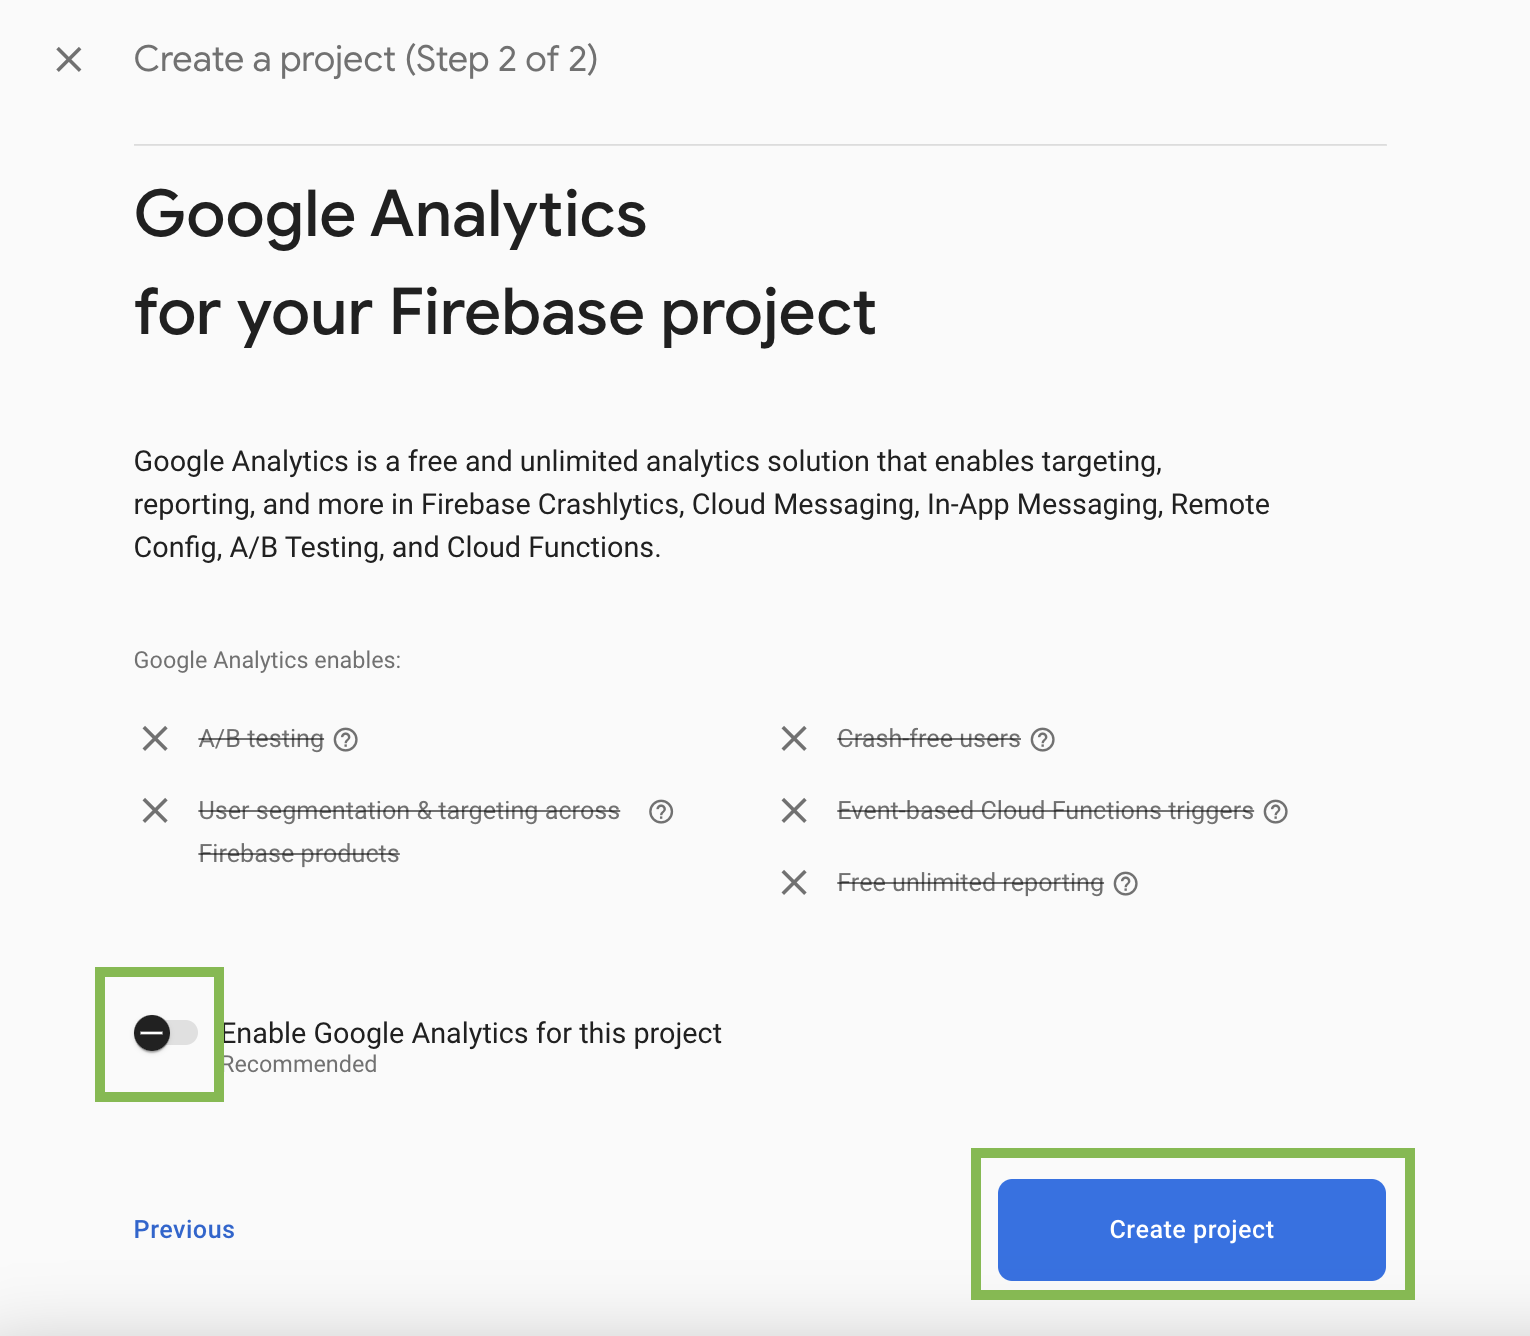 Create a project (Step 2 of 2)
Google Analytics
for your Firebase project
Google Analytics is a free and unlimited analytics solution that enables targeting,
reporting, and more in Firebase Crashlytics, Cloud Messaging, In-App Messaging, Remote
Config, A/B Testing, and Cloud Functions.
Google Analytics enables:
A/B testing
User segmentation & targeting across
Firebase products
Crash-free users
Event-based Cloud Functions triggers
Free unlimited reporting
Enable Google Analytics for this project
Recommended
Previous
Create project